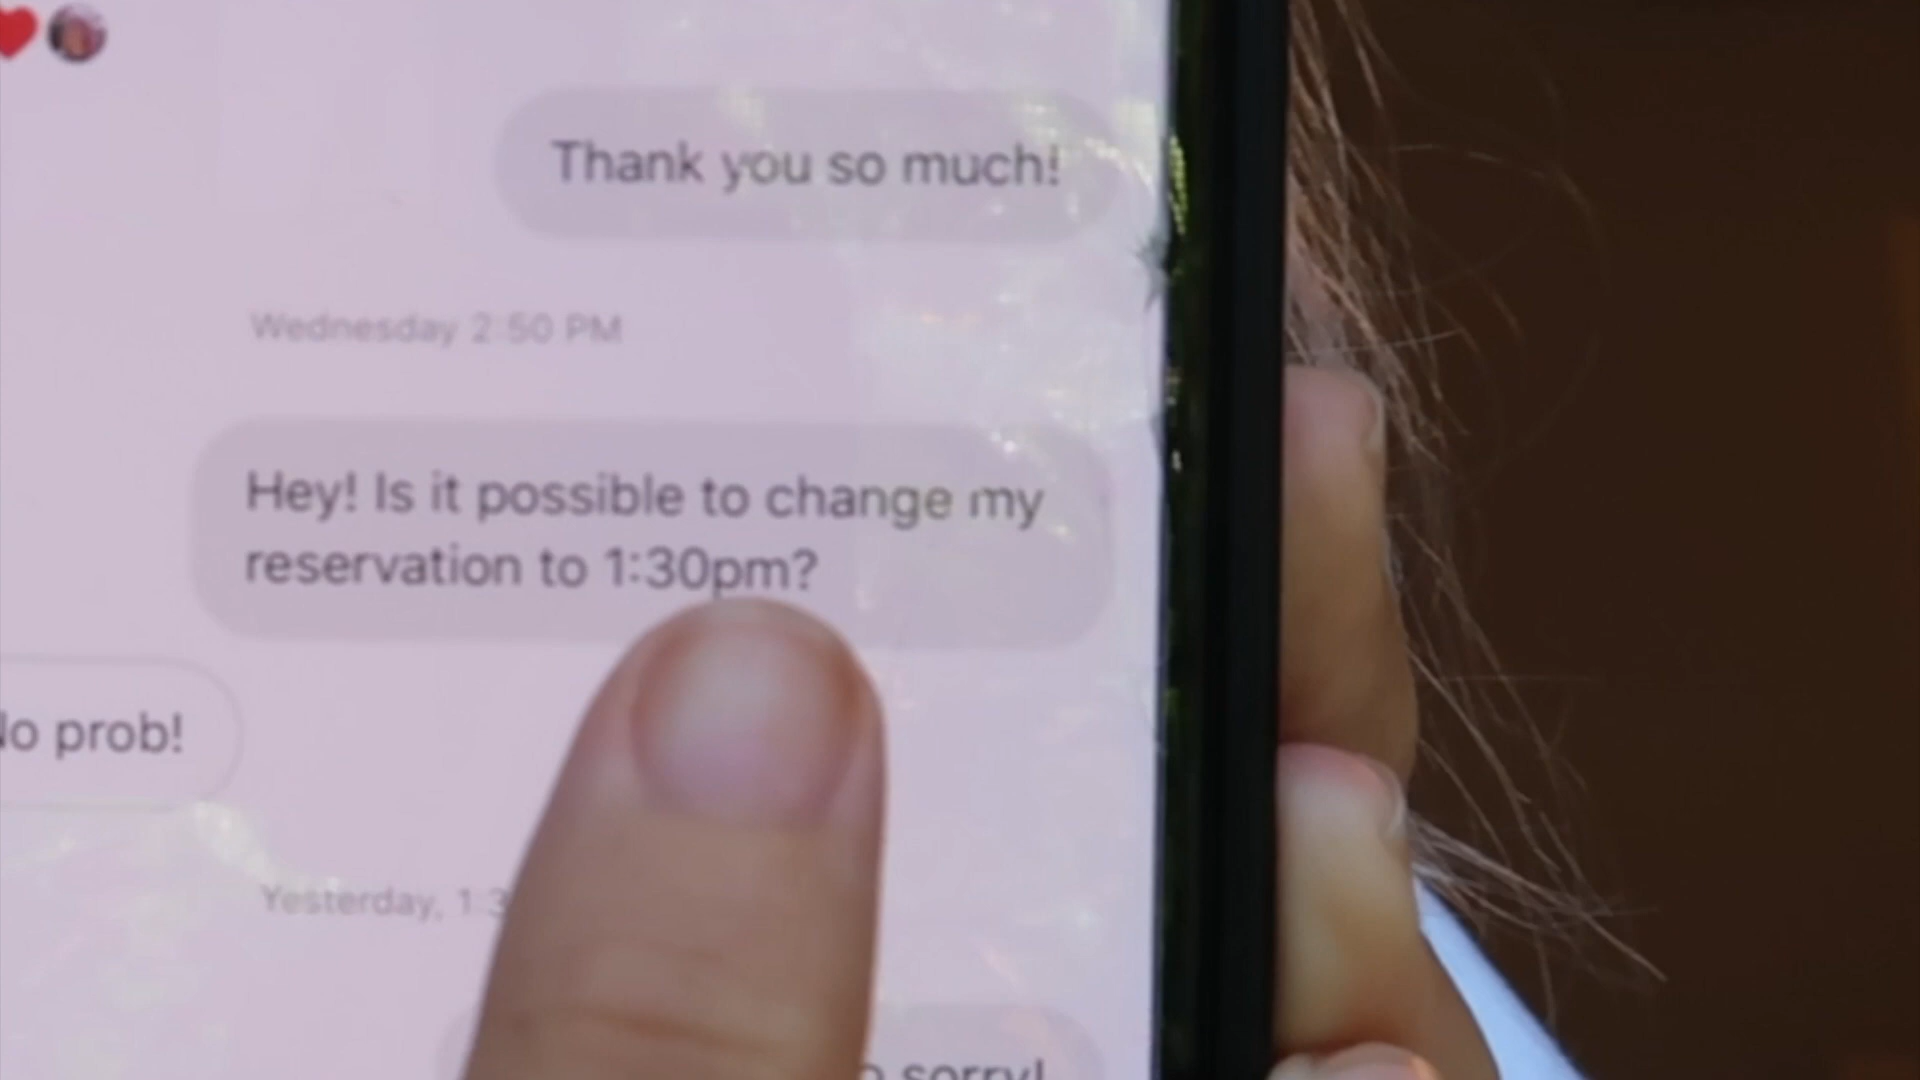 Thank you so much!
Wednesday 2:50 PM
Hey! Is it possible to change my
reservation to 1:30pm?
prob!
Yesterday,
sorry!